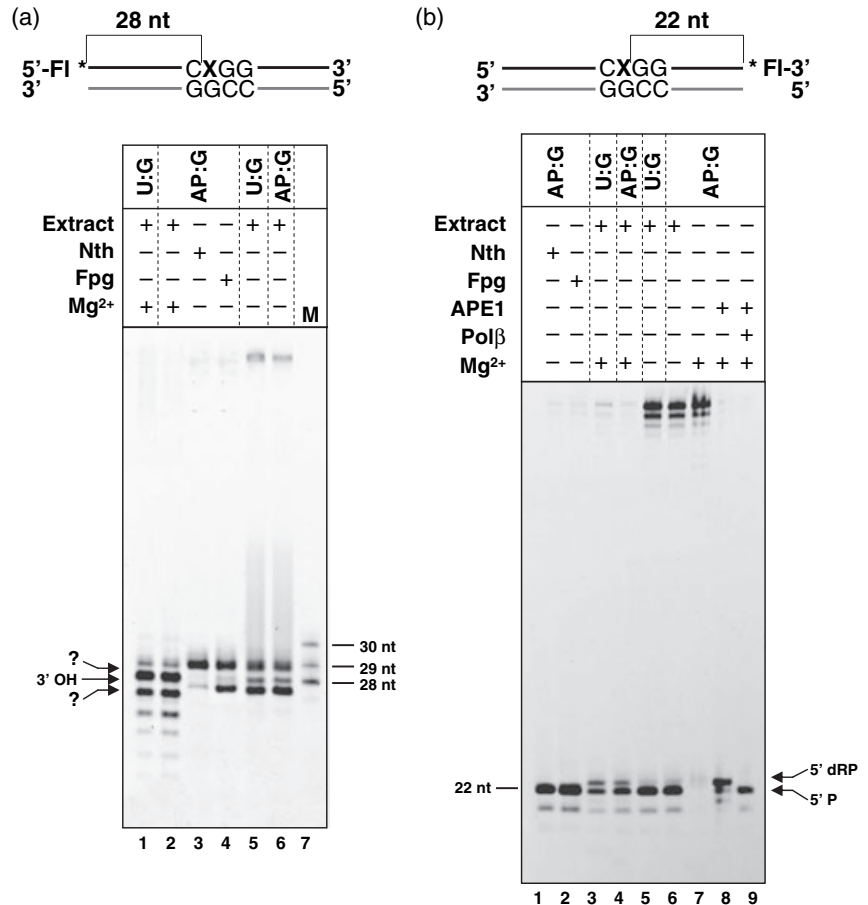 (a)
28 nt
5’-Fl * CXGG 3’
3’ GGCC 5’
U:G AP:G U:G AP:G
Extract + + – – + +
Nth – – + – – –
Fpg – – – + – –
Mg2+ + + – – – – M
30 nt
? 29 nt
3’ OH 28 nt
?
1 2 3 4 5 6 7
(b)
22 nt
5’ CXGG * Fl-3’
3’ GGCC 5’
AP:G U:G AP:G U:G AP:G
Extract – – + + + + – – –
Nth + – – – – – – – –
Fpg – + – – – – – – –
APE1 – – – – – – – + +
Polβ – – – – – – – – +
Mg2+ – – + + – – + + +
5’ dRP
22 nt 5’ P
1 2 3 4 5 6 7 8 9